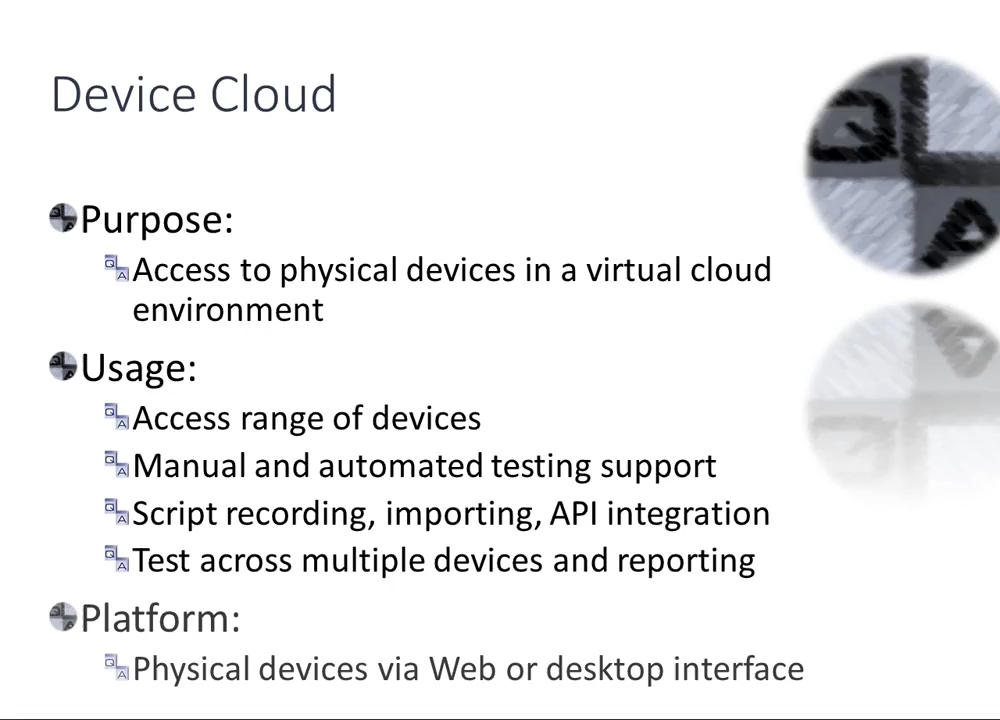 Device Cloud
Purpose:
Access to physical devices in a virtual cloud
environment
Usage:
Access range of devices
Manual and automated testing support
Script recording, importing, API integration
Test across multiple devices and reporting
Platform:
Physical devices via Web or desktop interface